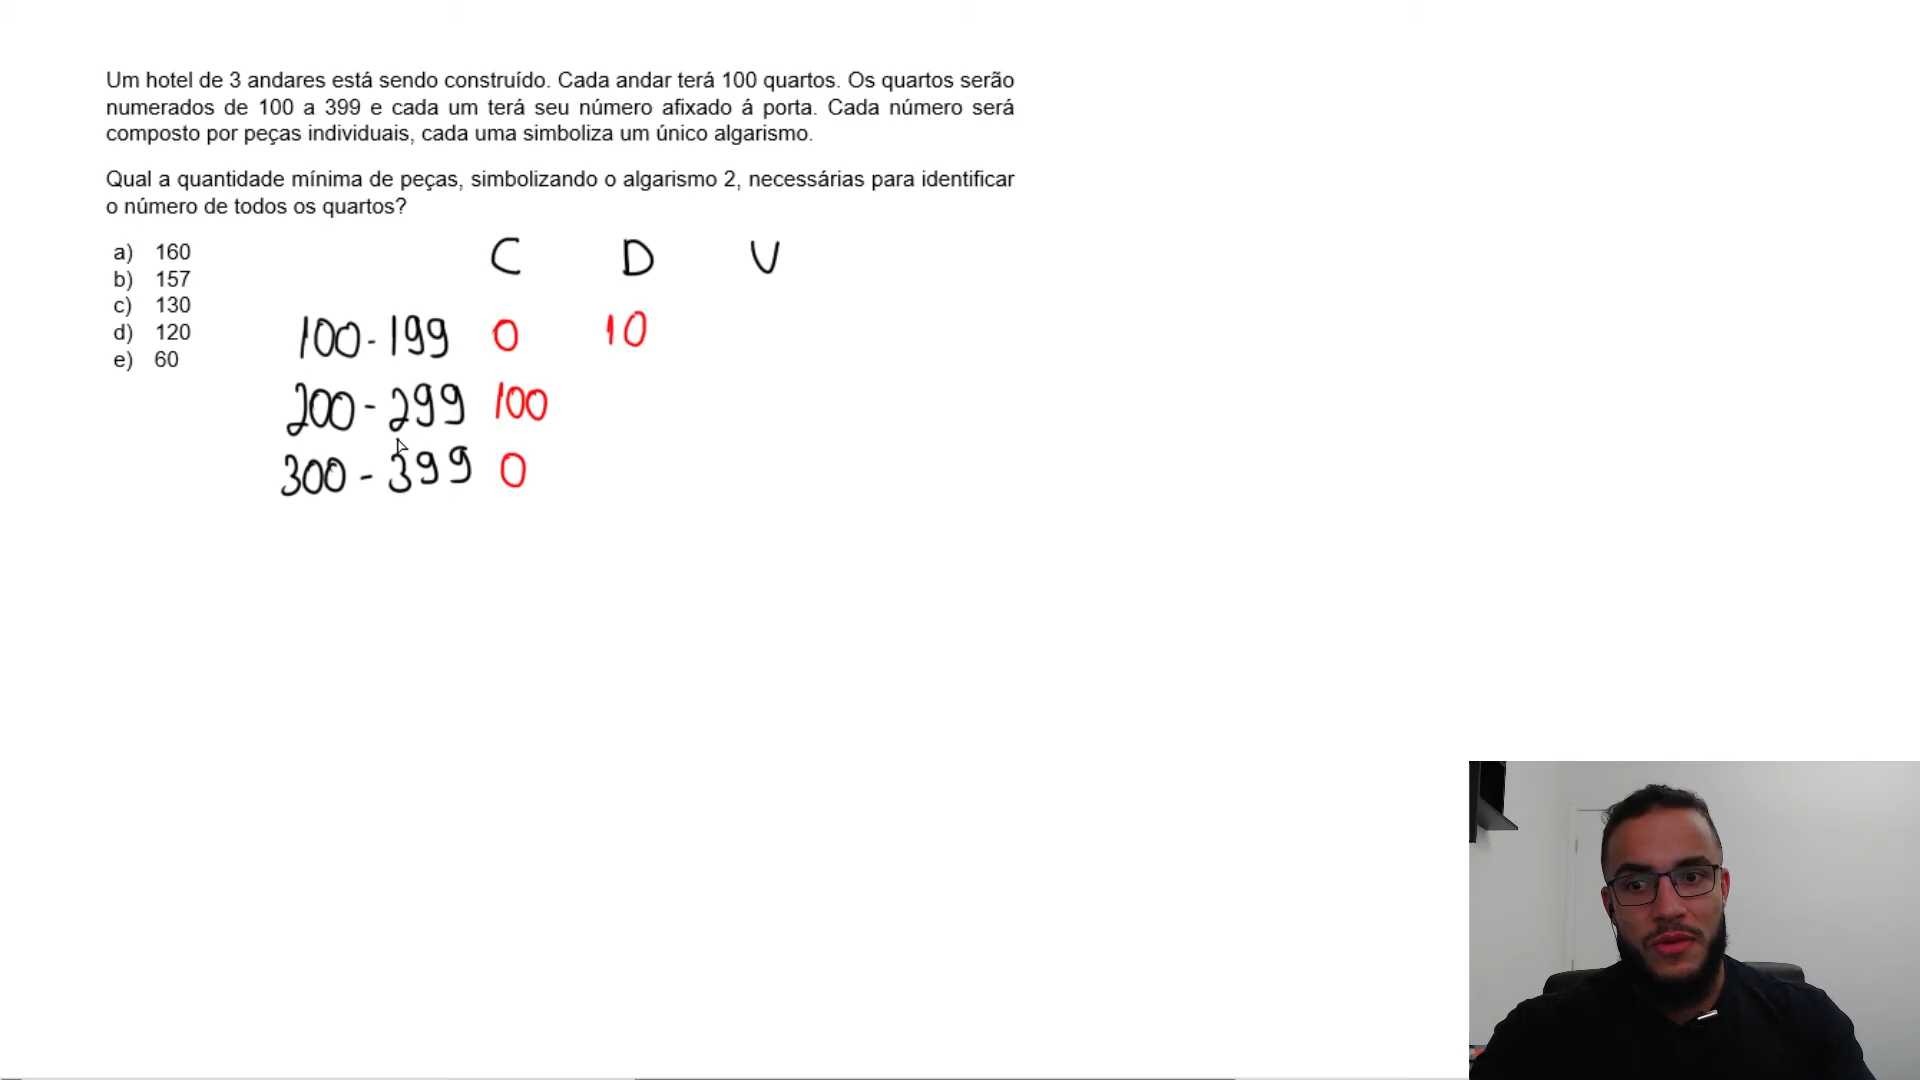 Um hotel de 3 andares está sendo construído. Cada andar terá 100 quartos. Os quartos serão
numerados de 100 a 399 e cada um terá seu número afixado á porta. Cada número será
composto por peças individuais, cada uma simboliza um único algarismo.
Qual a quantidade mínima de peças, simbolizando o algarismo 2, necessárias para identificar
o número de todos os quartos?
a) 160
b) 157
c) 130
d) 120
e) 60
C D U
100-199 0 10
200-299 100
300-399 0